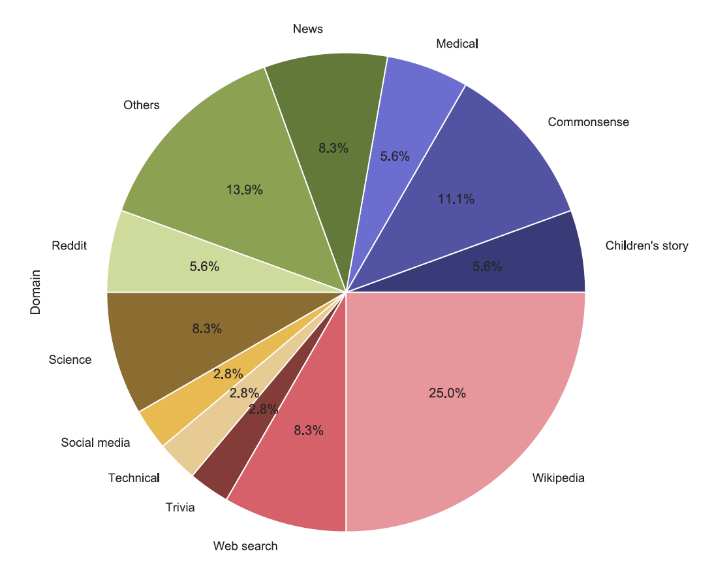 News
Medical
Others
Commonsense
8.3%
5.6%
13.9%
11.1%
Reddit
Children's story
5.6%
5.6%
Domain
8.3%
Science
2.8%
2.8%
25.0%
2.8%
8.3%
Social media
Technical
Wikipedia
Trivia
Web search